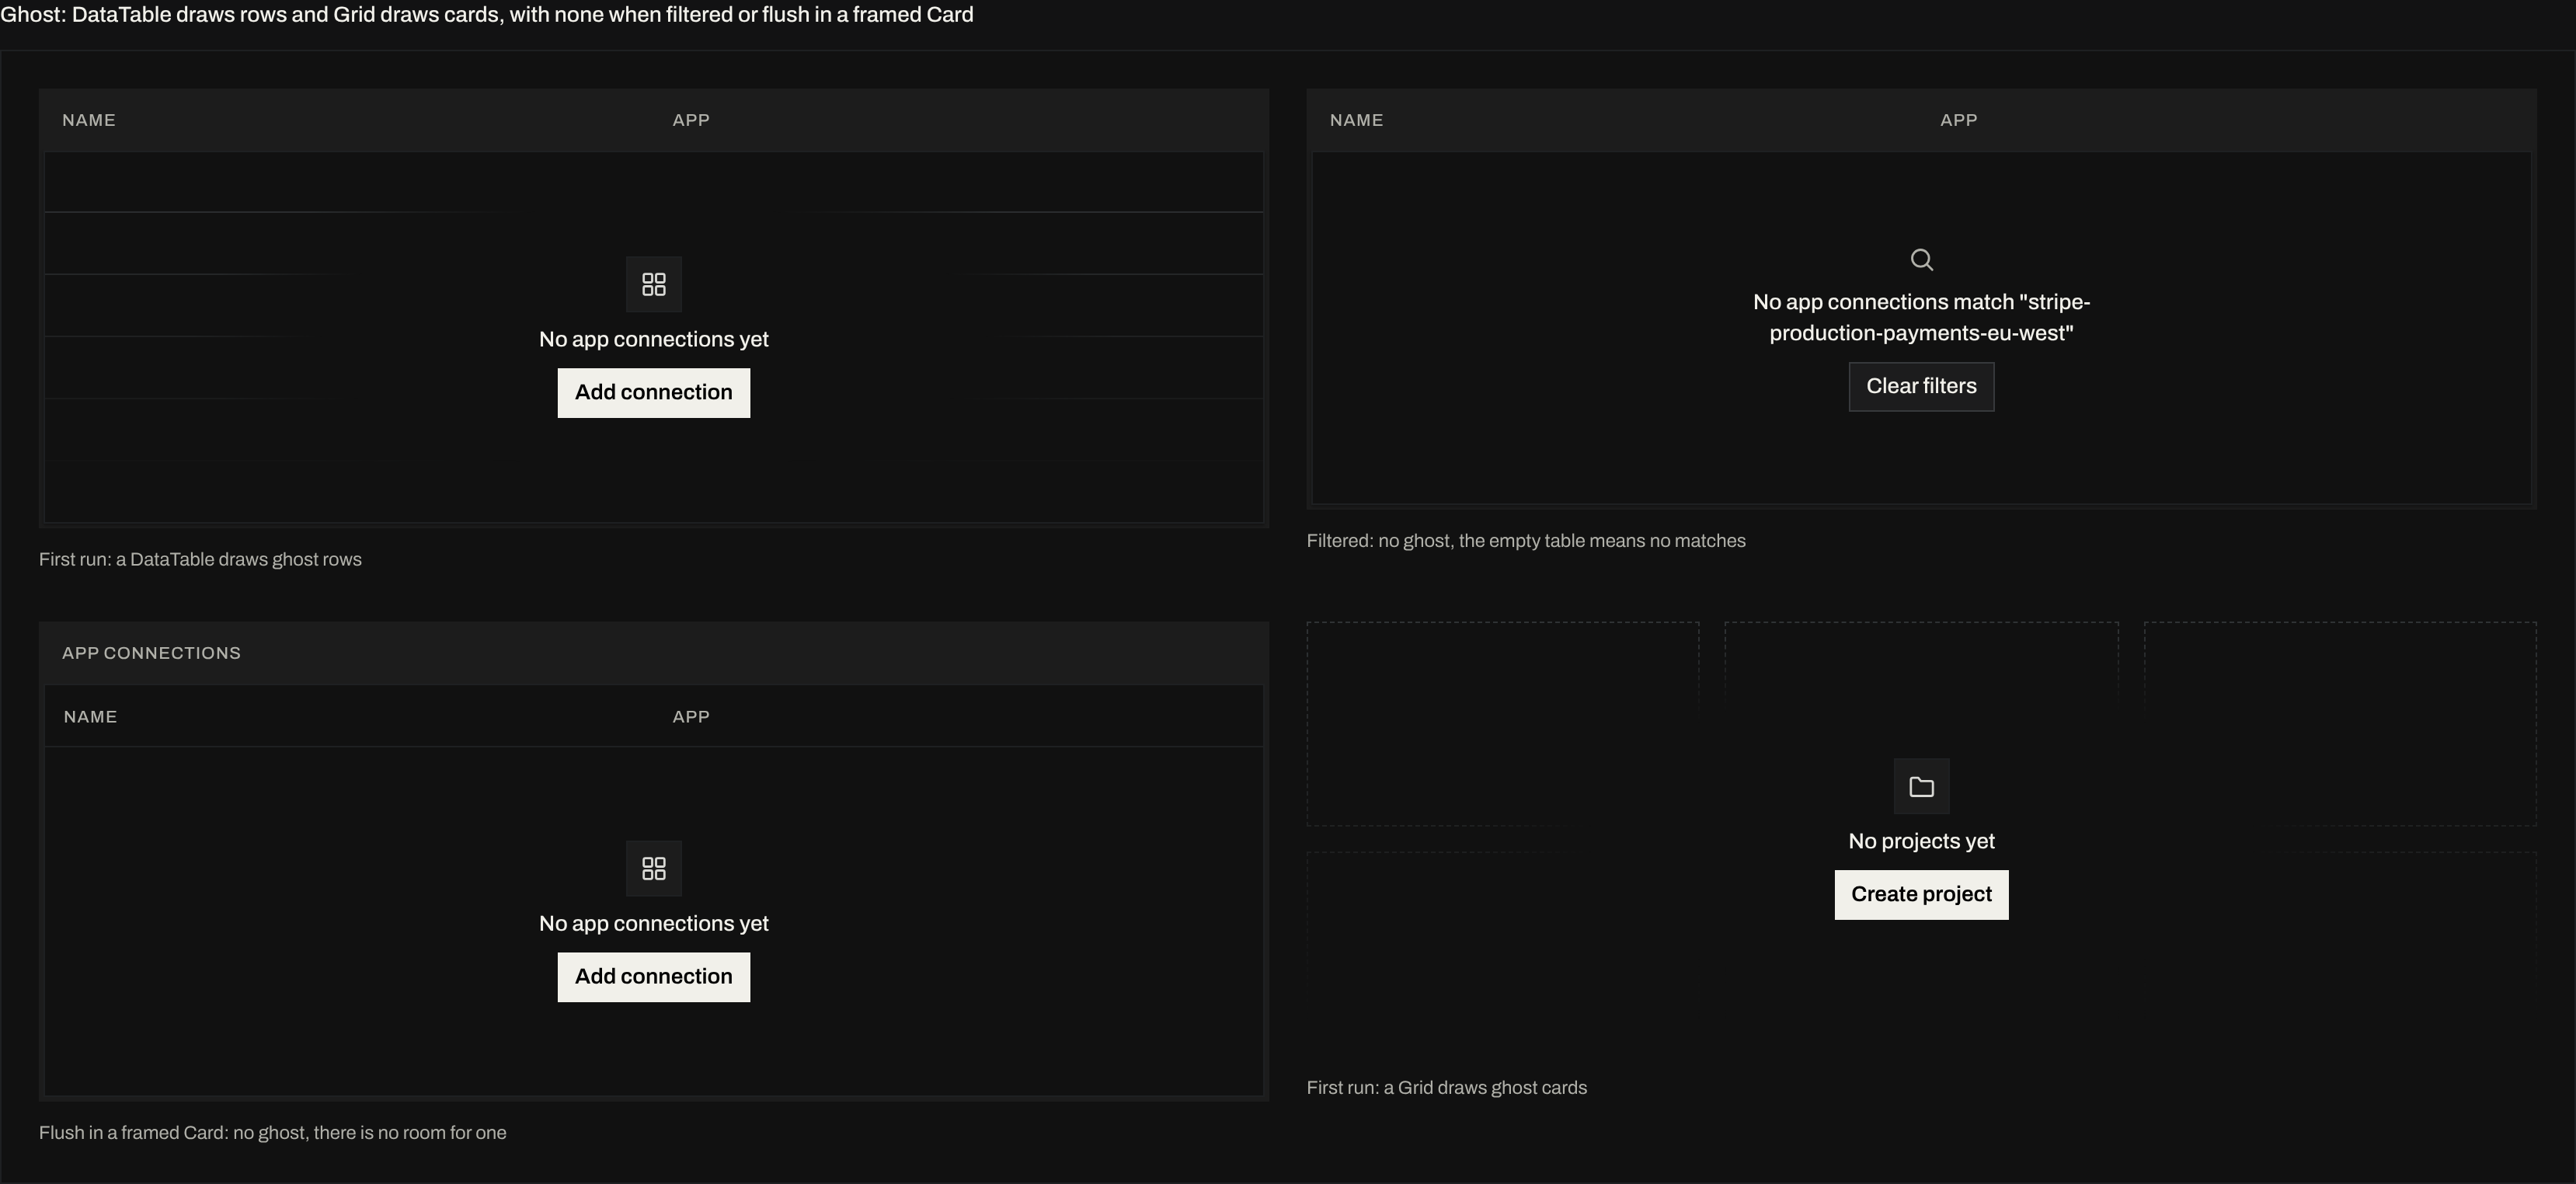 Ghost: DataTable draws rows and Grid draws cards, with none when filtered or flush in a framed Card
NAME
APP
No app connections yet
Add connection
First run: a DataTable draws ghost rows
NAME
APP
No app connections match "stripe-
production-payments-eu-west"
Clear filters
Filtered: no ghost, the empty table means no matches
APP CONNECTIONS
NAME
APP
No app connections yet
Add connection
Flush in a framed Card: no ghost, there is no room for one
No projects yet
Create project
First run: a Grid draws ghost cards